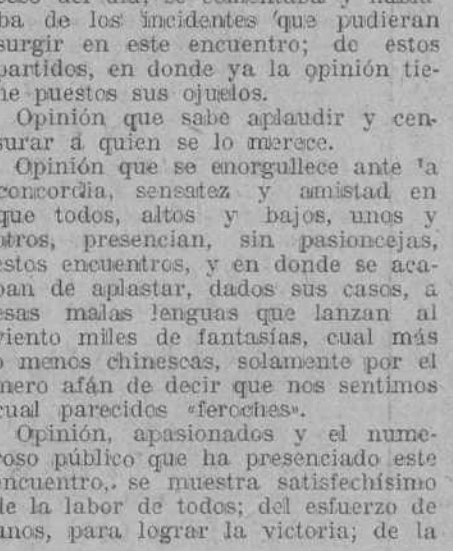 ba de los incidentes que pudieran
surgir en este encuentro; de estos
partidos, en donde ya la opinión tie-
ne puestos sus ojuelos.
Opinión que sabe aplaudir y cen-
surar a quien se lo merece.
Opinión que se enorgullece ante 'a
concordia, sensatez y amistad en
que todos, altos y bajos, unos y
otros, presencian, sin pasioncejas,
estos encuentros, y en donde se aca-
ban de aplastar, dados sus casos, a
esas malas lenguas que lanzan al
viento miles de fantasías, cual más
o menos chinescas, solamente por el
mero afán de decir que nos sentimos
cual parecidos «feroches».
Opinión, apasionados y el nume-
roso público que ha presenciado este
encuentro, se muestra satisfechísimo
de la labor de todos; del esfuerzo de
unos, para lograr la victoria; de la